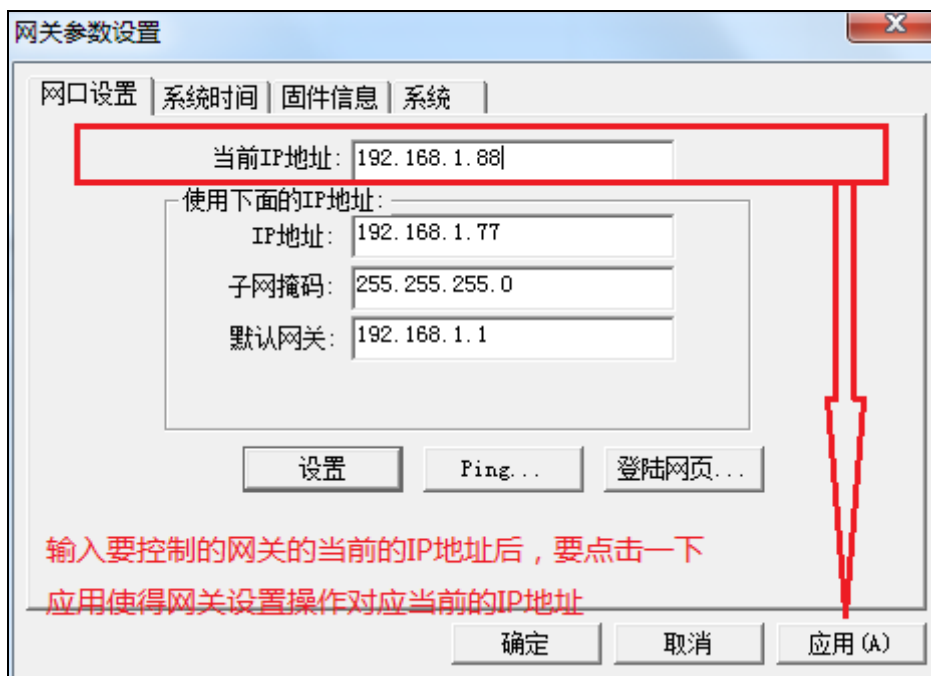 网关参数设置
网口设置 系统时间 固件信息 系统
当前IP地址: 192.168.1.88
使用下面的IP地址:
IP地址: 192.168.1.77
子网掩码: 255.255.255.0
默认网关: 192.168.1.1
设置 Ping... 登陆网页...
输入要控制的网关的当前的IP地址后，要点击一下
应用使得网关设置操作对应当前的IP地址
确定 取消 应用(A)